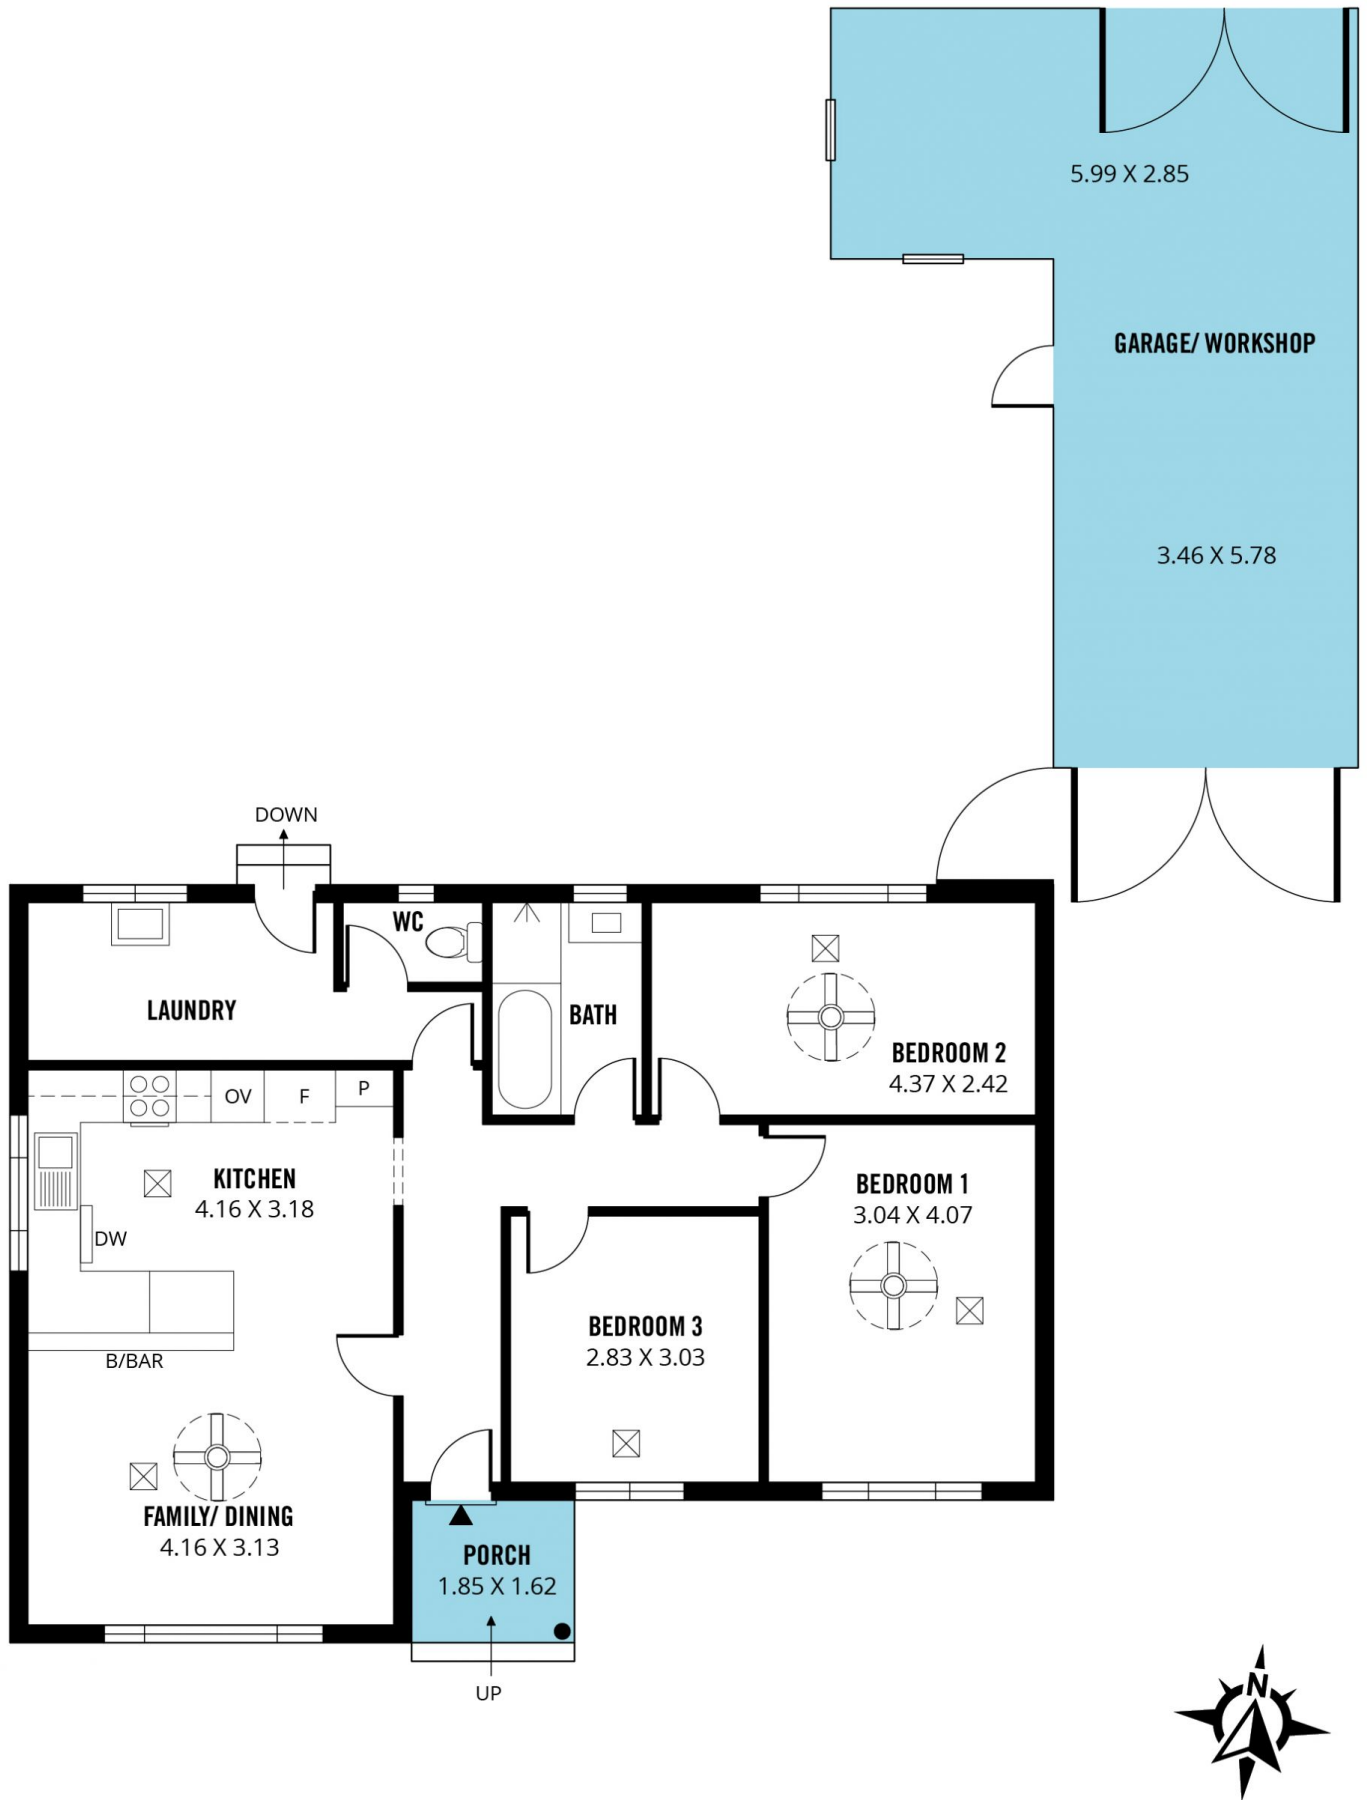 5.99 X 2.85
GARAGE/ WORKSHOP
3.46 X 5.78
DOWN
WC
LAUNDRY
BATH
BEDROOM 2
4.37 X 2.42
OV
F
P
KITCHEN
4.16 X 3.18
DW
BEDROOM 1
3.04 X 4.07
BEDROOM 3
2.83 X 3.03
B/BAR
FAMILY/ DINING
4.16 X 3.13
PORCH
1.85 X 1.62
UP
N